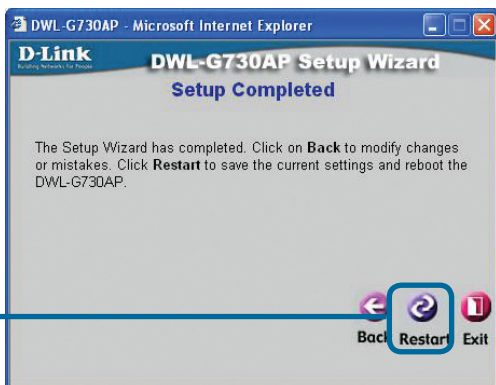 DWL-G730AP - Microsoft Internet Explorer
D-Link
Building Networks for People
DWL-G730AP Setup Wizard
Setup Completed
The Setup Wizard has completed. Click on Back to modify changes
or mistakes. Click Restart to save the current settings and reboot the
DWL-G730AP.
Back Restart Exit